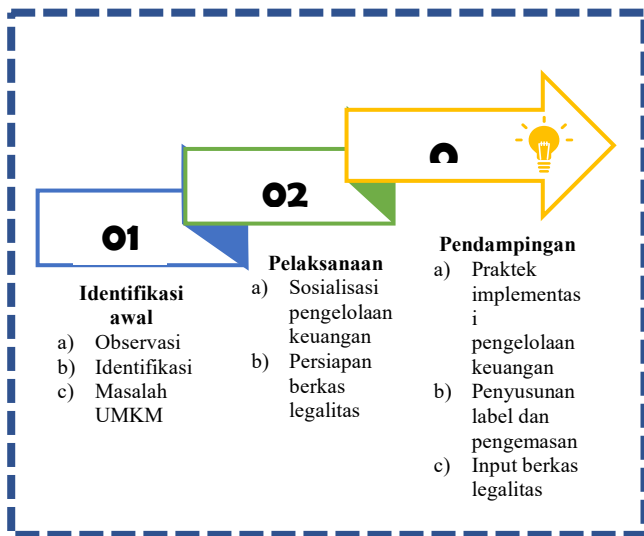 01
02
Identifikasi
awal
a) Observasi
b) Identifikasi
c) Masalah
UMKM
Pelaksanaan
a) Sosialisasi
pengelolaan
keuangan
b) Persiapan
berkas
legalitas
Pendampingan
a) Praktek
implementas
i
pengelolaan
keuangan
b) Penyusunan
label dan
pengemasan
c) Input berkas
legalitas